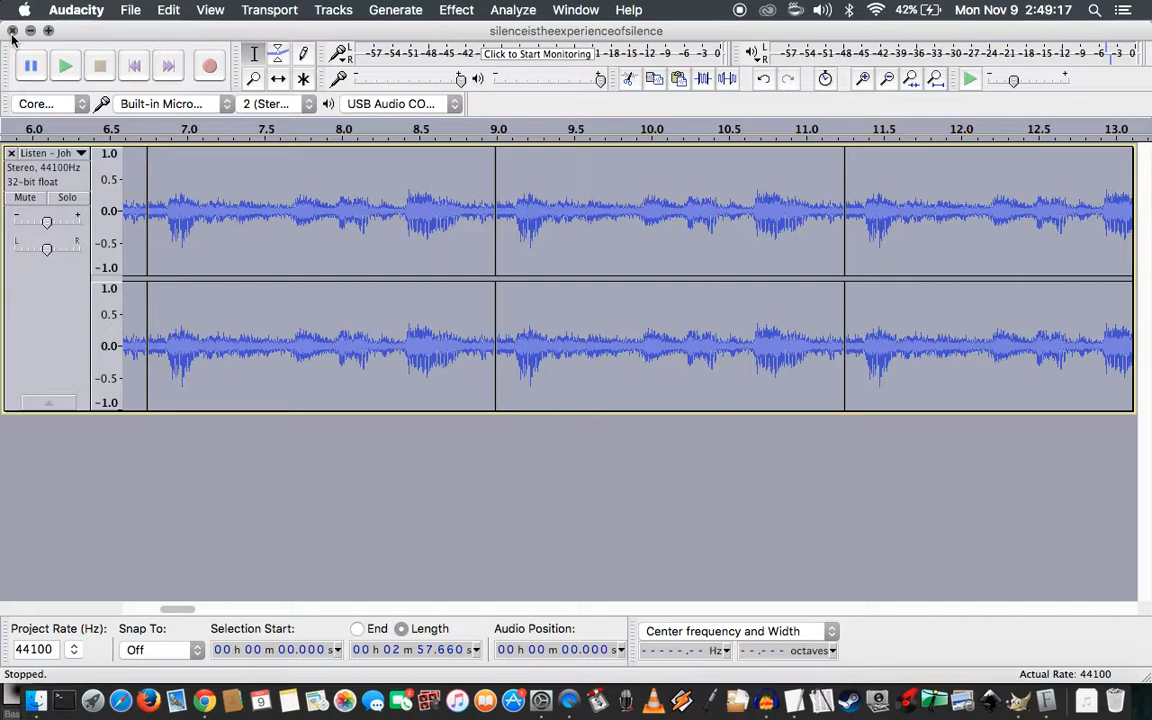 Audacity File Edit View Transport Tracks Generate Effect Analyze Window Help 42% Mon Nov 9 2:49:17
silenceistheexperienceofsilence
L R -57 -54 -51 -48 -45 -42 Click to Start Monitoring -18 -15 -12 -9 -6 -3 0 L R -57 -54 -51 -48 -45 -42 -39 -36 -33 -30 -27 -24 -21 -18 -15 -12 -9 -6 -3 0
- + - + - +
Core... Built-in Micro... 2 (Ster... USB Audio CO...
6.0 6.5 7.0 7.5 8.0 8.5 9.0 9.5 10.0 10.5 11.0 11.5 12.0 12.5 13.0
Listen - Joh 1.0
Stereo, 44100Hz
32-bit float 0.5
Mute Solo
- + 0.0
L R -0.5
-1.0
1.0
0.5
0.0
-0.5
-1.0
Project Rate (Hz): Snap To: Selection Start: End Length Audio Position: Center frequency and Width
44100 Off 00 h 00 m 00.000 s 00 h 02 m 57.660 s 00 h 00 m 00.000 s ------.-- Hz --.--- octaves
Stopped. Actual Rate: 44100
9